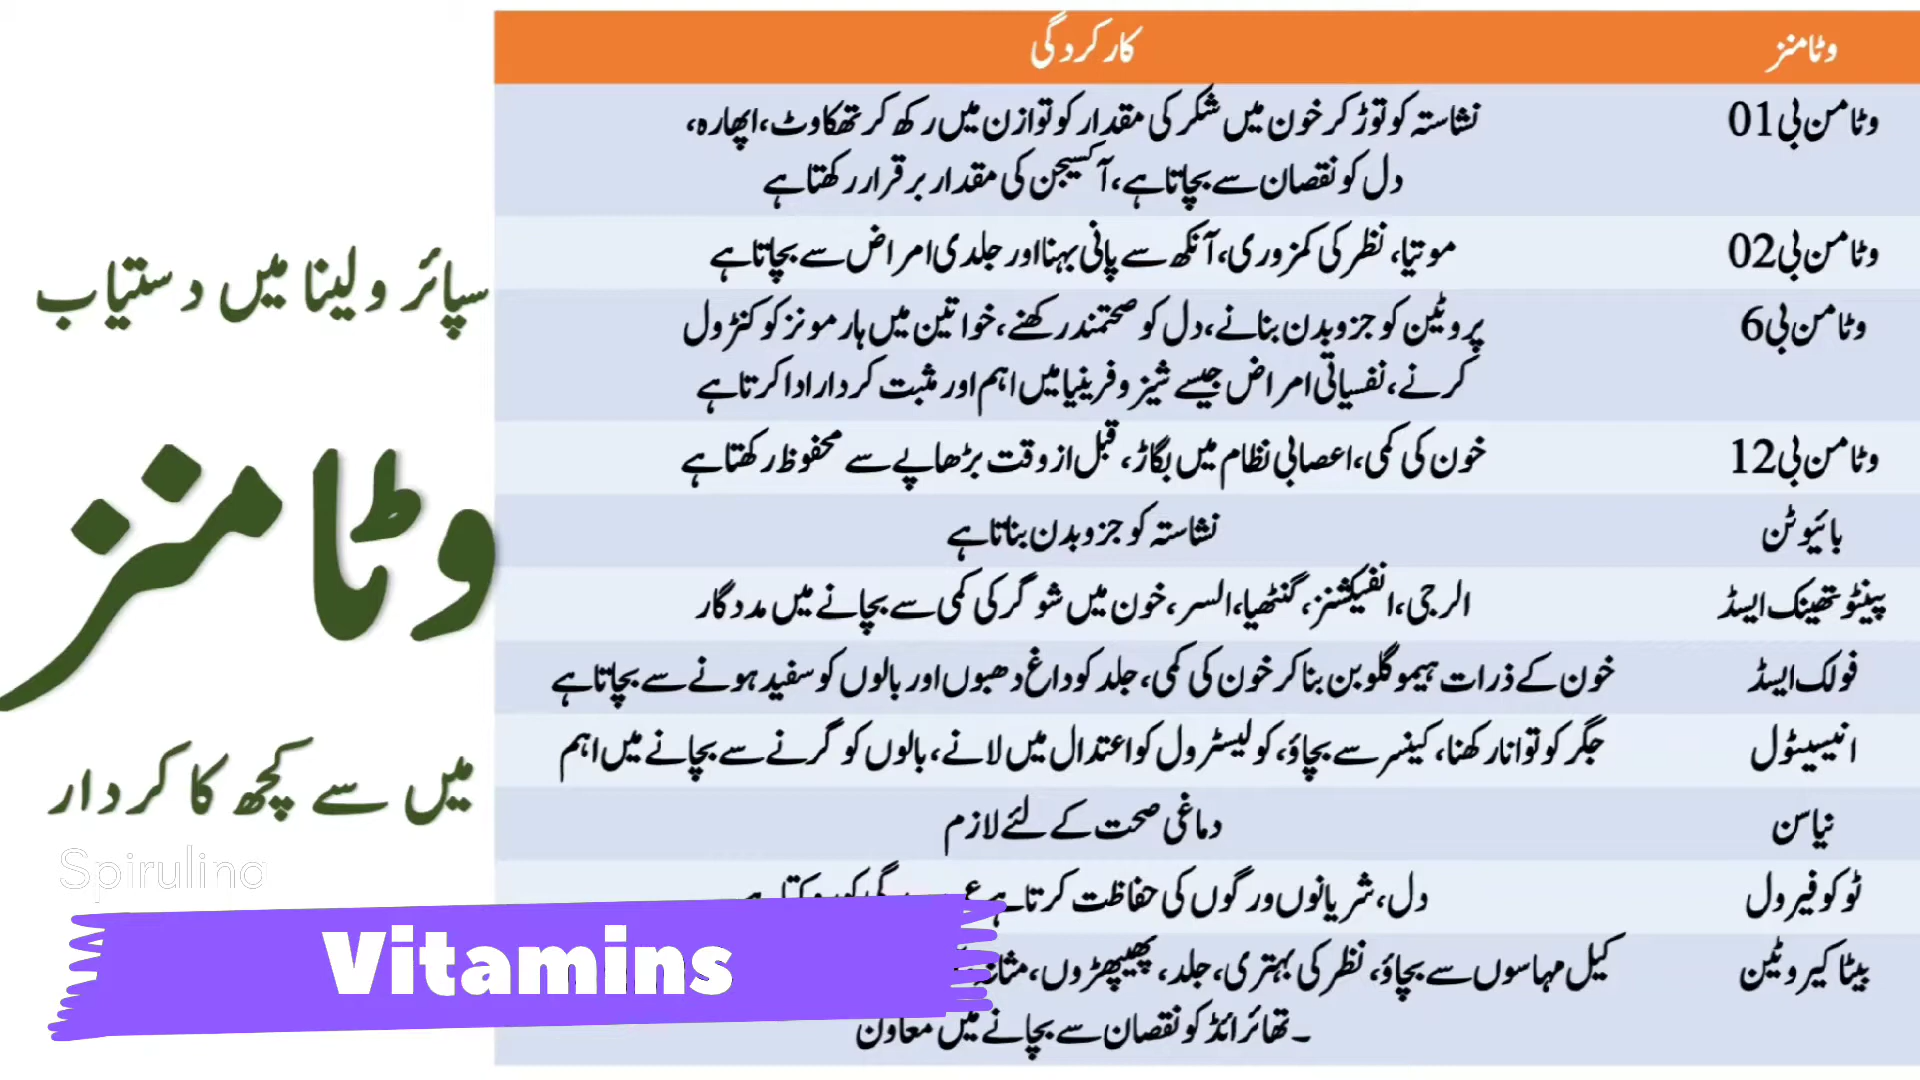 سپائر ولینا میں دستیاب
وٹامنز
میں سے کچھ کا کردار
Spirulina
Vitamins
وٹامنز کارکردگی
وٹامن بی01 نشاستہ کو توڑ کر خون میں شکر کی مقدار کو توازن میں رکھ کر تھکاوٹ، اپھارہ،
دل کو نقصان سے بچاتا ہے، آکسیجن کی مقدار برقرار رکھتا ہے
وٹامن بی02 موتیا، نظر کی کمزوری، آنکھ سے پانی بہنا اور جلدی امراض سے بچاتا ہے
وٹامن بی6 پروٹین کو جزو بدن بنانے، دل کو صحتمند رکھنے، خواتین میں ہارمونز کو کنٹرول
کرنے، نفسیاتی امراض جیسے شیزوفرینیا میں اہم اور مثبت کردار ادا کرتا ہے
وٹامن بی12 خون کی کمی، اعصابی نظام میں بگاڑ، قبل از وقت بڑھاپے سے محفوظ رکھتا ہے
بائیوٹن نشاستہ کو جزو بدن بناتا ہے
پینٹوتھینک ایسڈ الرجی، انفیکشنز، گنٹھیا، السر، خون میں شوگر کی کمی سے بچانے میں مددگار
فولک ایسڈ خون کے ذرات ہیموگلوبن بنا کر خون کی کمی، جلد کو داغ دھبوں اور بالوں کو سفید ہونے سے بچاتا ہے
انیسیٹول جگر کو توانا رکھنا، کینسر سے بچاؤ، کولیسٹرول کو اعتدال میں لانے، بالوں کو گرنے سے بچانے میں اہم
نیاسن دماغی صحت کے لئے لازم
ٹوکوفیرول دل، شریانوں ور گوں کی حفاظت کرتا ہے
بیٹا کیروٹین کیل مہاسوں سے بچاؤ، نظر کی بہتری، جلد، پھیپھڑوں،
۔تھائرائڈ کو نقصان سے بچانے میں معاون